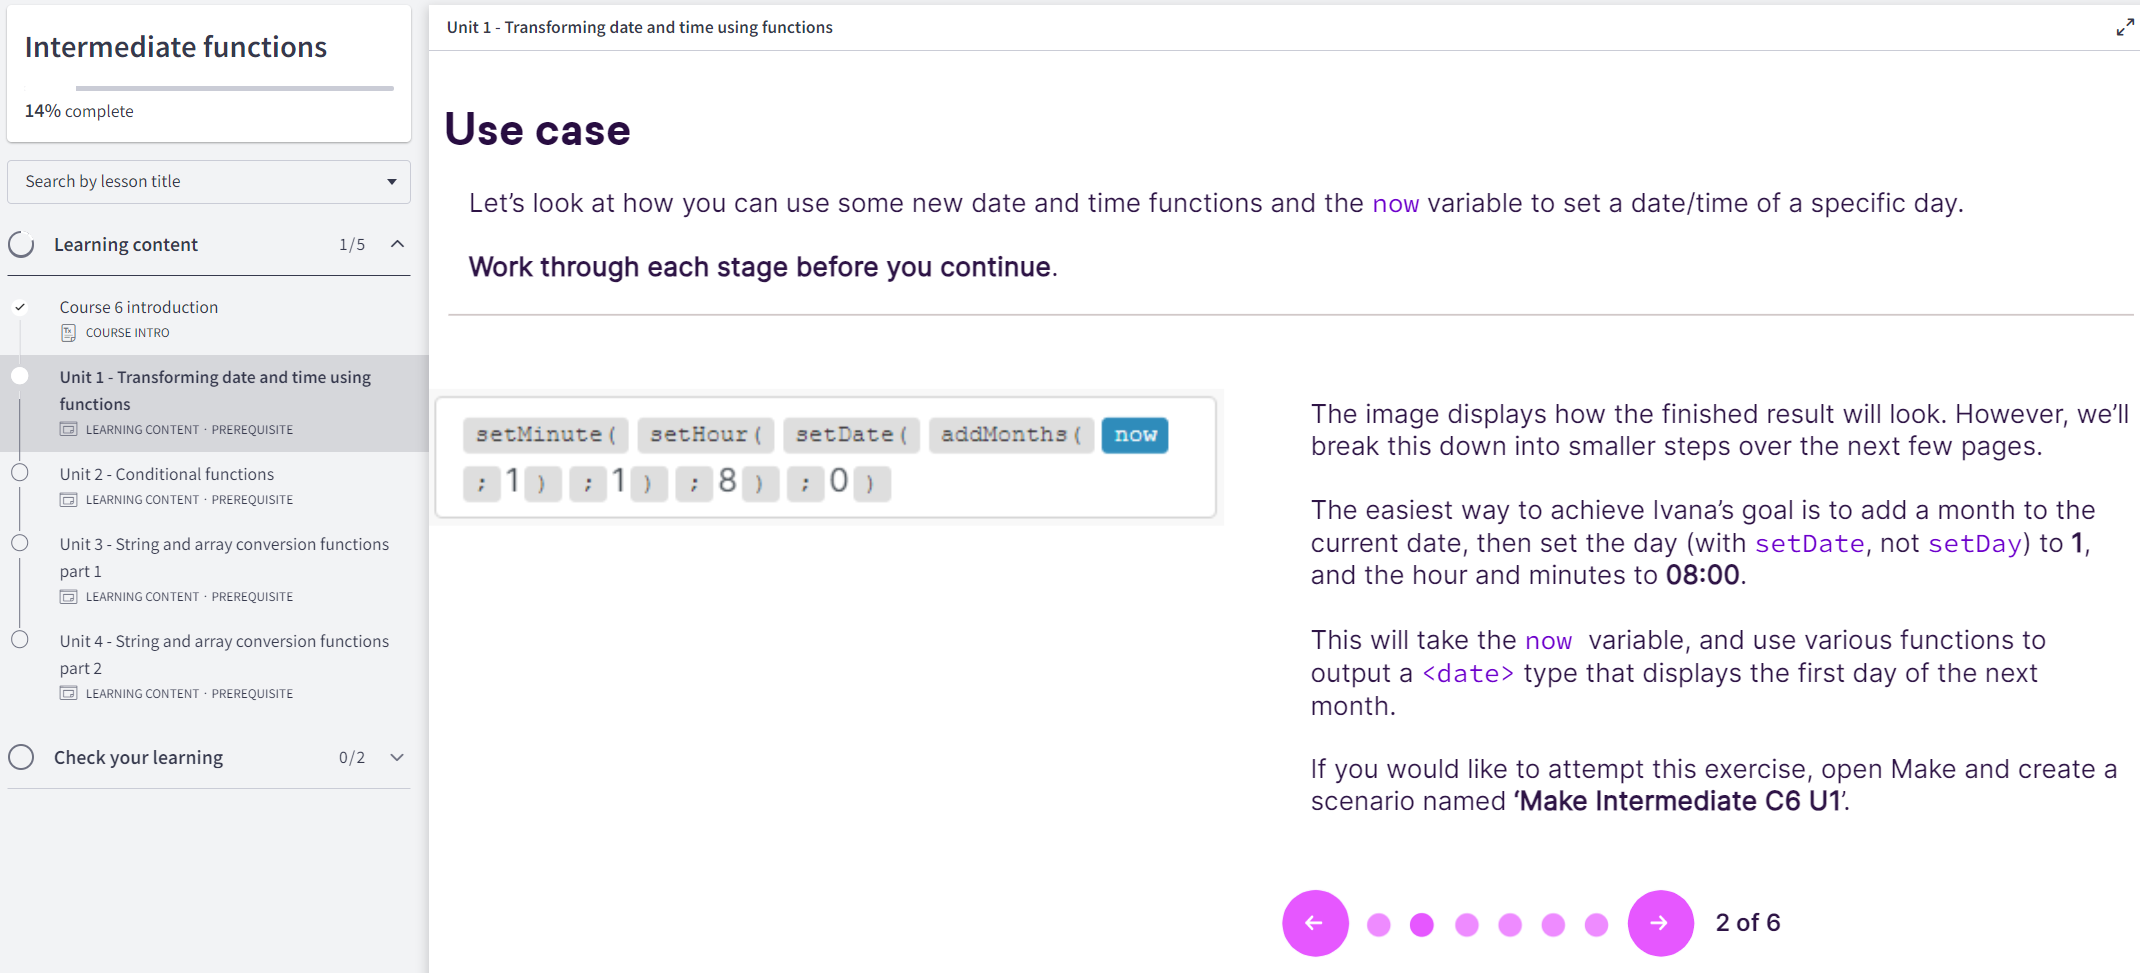 Intermediate functions
14% complete
Search by lesson title
Learning content 1/5
Course 6 introduction
COURSE INTRO
Unit 1 - Transforming date and time using
functions
LEARNING CONTENT · PREREQUISITE
Unit 2 - Conditional functions
LEARNING CONTENT · PREREQUISITE
Unit 3 - String and array conversion functions
part 1
LEARNING CONTENT · PREREQUISITE
Unit 4 - String and array conversion functions
part 2
LEARNING CONTENT · PREREQUISITE
Check your learning 0/2
Unit 1 - Transforming date and time using functions
Use case
Let’s look at how you can use some new date and time functions and the now variable to set a date/time of a specific day.
Work through each stage before you continue.
setMinute( setHour( setDate( addMonths( now
; 1 ) ; 1 ) ; 8 ) ; 0 )
The image displays how the finished result will look. However, we’ll
break this down into smaller steps over the next few pages.
The easiest way to achieve Ivana’s goal is to add a month to the
current date, then set the day (with setDate, not setDay) to 1,
and the hour and minutes to 08:00.
This will take the now variable, and use various functions to
output a <date> type that displays the first day of the next
month.
If you would like to attempt this exercise, open Make and create a
scenario named ‘Make Intermediate C6 U1’.
2 of 6